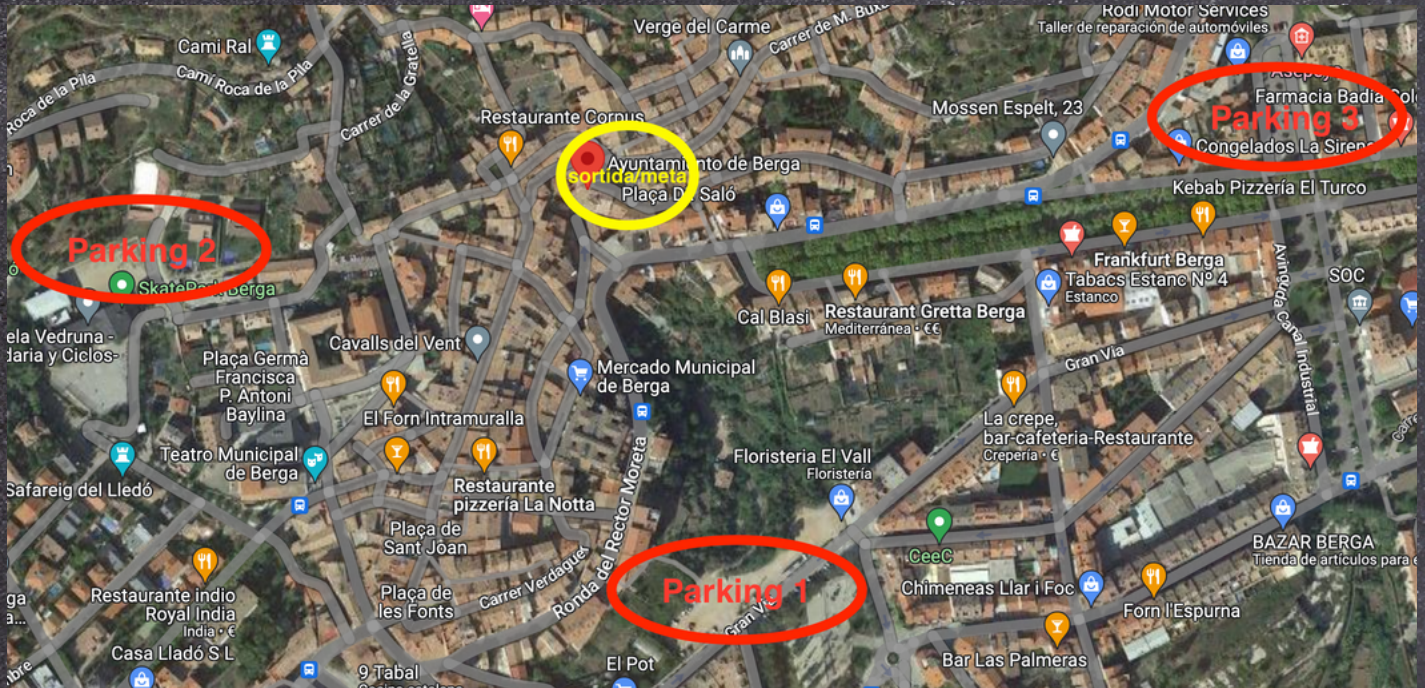 Rodi Motor Services
Taller de reparación de automóviles
Verge del Carme
Carrer de M. Buxa
Camí Ral
Camí Roca de la Pila
Roca de la Pila
Carrer de la Gratella
Restaurante Corpus
Mossen Espelt, 23
Farmacia Badia Col
Parking 3
Congelados La Sirena
Ayuntamiento de Berga
sortida/meta
Plaça De Saló
Kebab Pizzería El Turco
Parking 2
SkatePark Berga
Frankfurt Berga
Tabacs Estanc Nº 4
Estanco
SOC
Avinguda Canal Industrial
Cal Blasi
Restaurant Gretta Berga
Mediterránea • €€
ela Vedruna -
daria y Ciclos-
Cavalls del Vent
Plaça Germà
Francisca
P. Antoni
Baylina
Mercado Municipal
de Berga
Gran Via
El Forn Intramuralla
La crepe,
bar-cafeteria-Restaurante
Crepería • €
Teatro Municipal
de Berga
Floristeria El Vall
Floristería
Safareig del Lledó
Restaurante
pizzería La Notta
Ronda del Rector Moreta
Plaça de
Sant Joan
CeeC
BAZAR BERGA
Tienda de artículos para e
Restaurante indio
Royal India
India • €
Plaça de
les Fonts
Carrer Verdaguer
Parking 1
Gran Via
Chimeneas Llar i Foc
Forn l'Espurna
Casa Lladó S L
9 Tabal
El Pot
Bar Las Palmeras